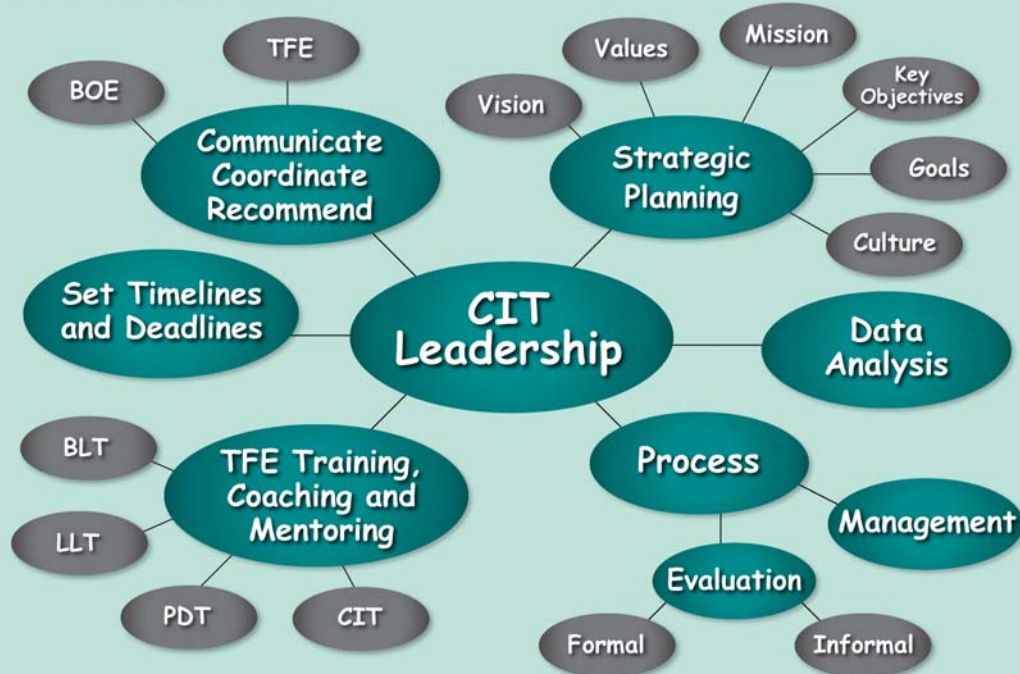 TFE
BOE
Communicate
Coordinate
Recommend
Mission
Values
Vision
Key
Objectives
Strategic
Planning
Goals
Culture
Set Timelines
and Deadlines
CIT
Leadership
Data
Analysis
BLT
LLT
TFE Training,
Coaching and
Mentoring
PDT
CIT
Process
Management
Evaluation
Formal
Informal